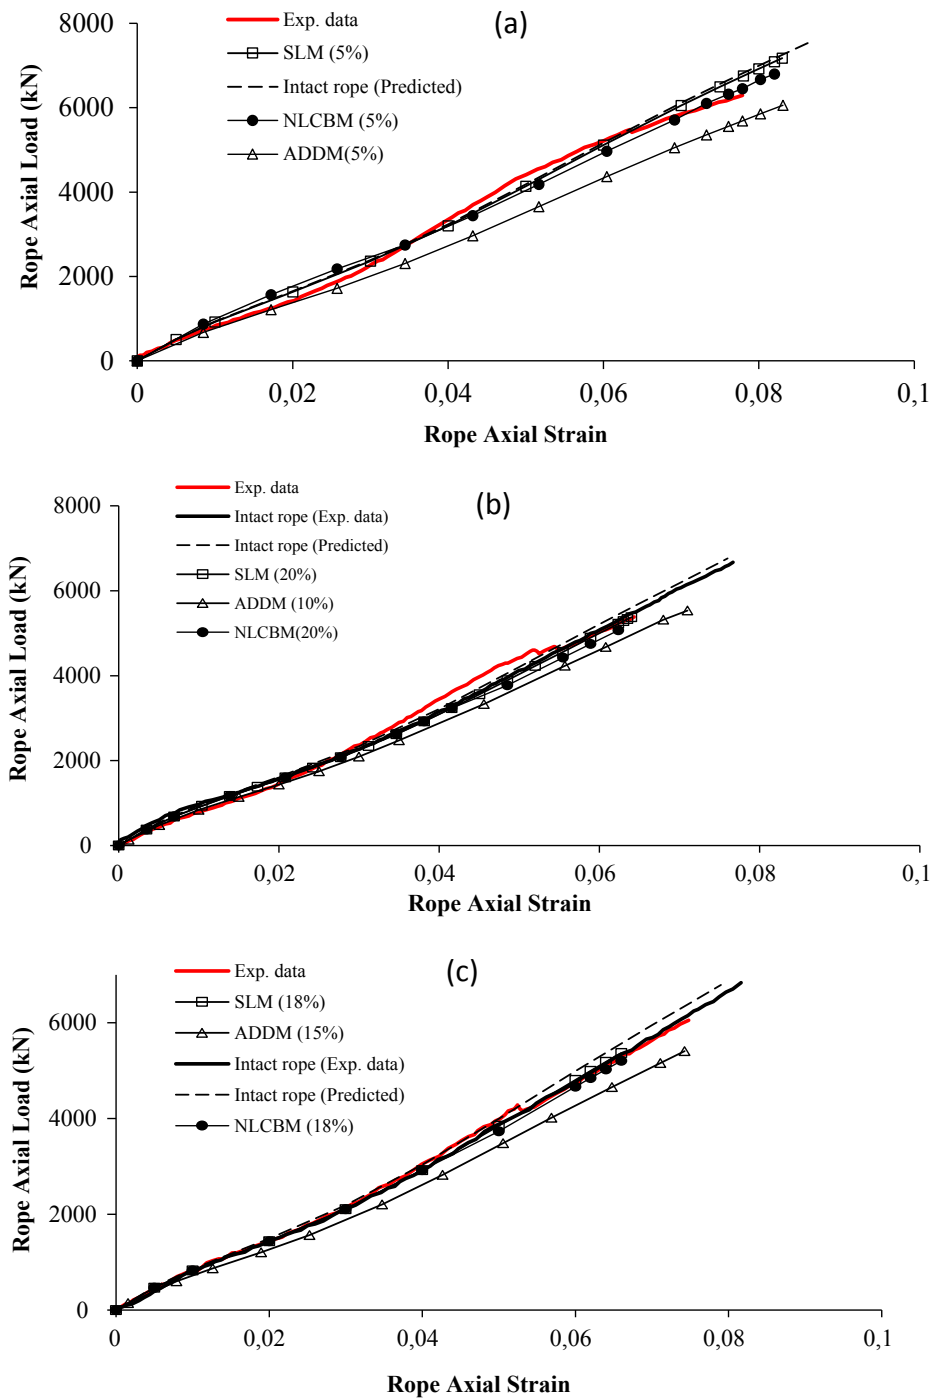 (a)
Exp. data
SLM (5%)
Intact rope (Predicted)
NLCBM (5%)
ADDM(5%)
8000
6000
4000
2000
0
Rope Axial Load (kN)
0 0,02 0,04 0,06 0,08 0,1
Rope Axial Strain
(b)
Exp. data
Intact rope (Exp. data)
Intact rope (Predicted)
SLM (20%)
ADDM (10%)
NLCBM(20%)
8000
6000
4000
2000
0
Rope Axial Load (kN)
0 0,02 0,04 0,06 0,08 0,1
Rope Axial Strain
(c)
Exp. data
SLM (18%)
ADDM (15%)
Intact rope (Exp. data)
Intact rope (Predicted)
NLCBM (18%)
6000
4000
2000
0
Rope Axial Load (kN)
0 0,02 0,04 0,06 0,08 0,1
Rope Axial Strain